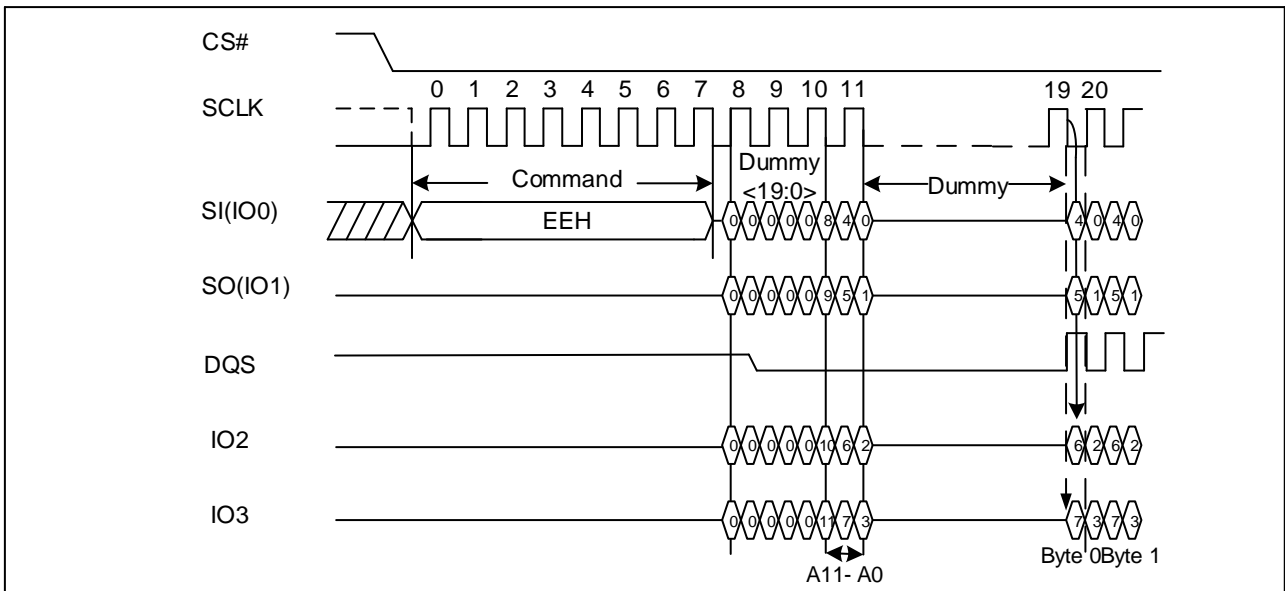 CS#
0 1 2 3 4 5 6 7 8 9 10 11 19 20
SCLK
Dummy
<19:0>
Command
Dummy
SI(IO0)
EEH
0 0 0 0 0 8 4 0 4 0 4 0
SO(IO1)
0 0 0 0 0 9 5 1 5 1 5 1
DQS
IO2
0 0 0 0 0 10 6 2 6 2 6 2
IO3
0 0 0 0 0 11 7 3 7 3 7 3
Byte 0Byte 1
A11- A0